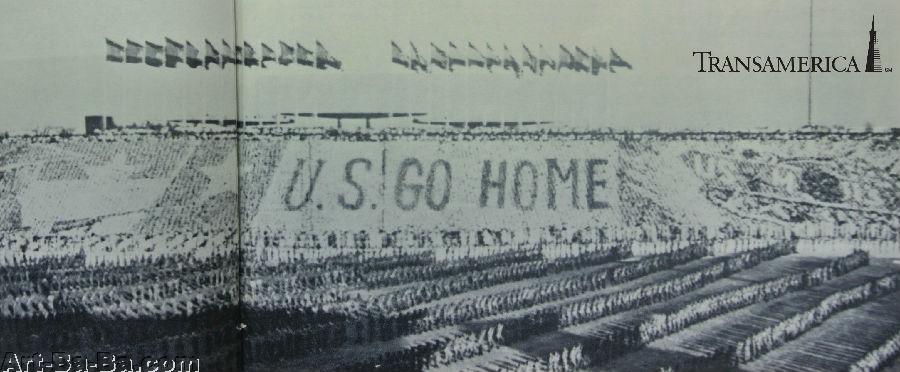 TRANSAMERICA
U.S. GO HOME
Art-Ba-Ba.com